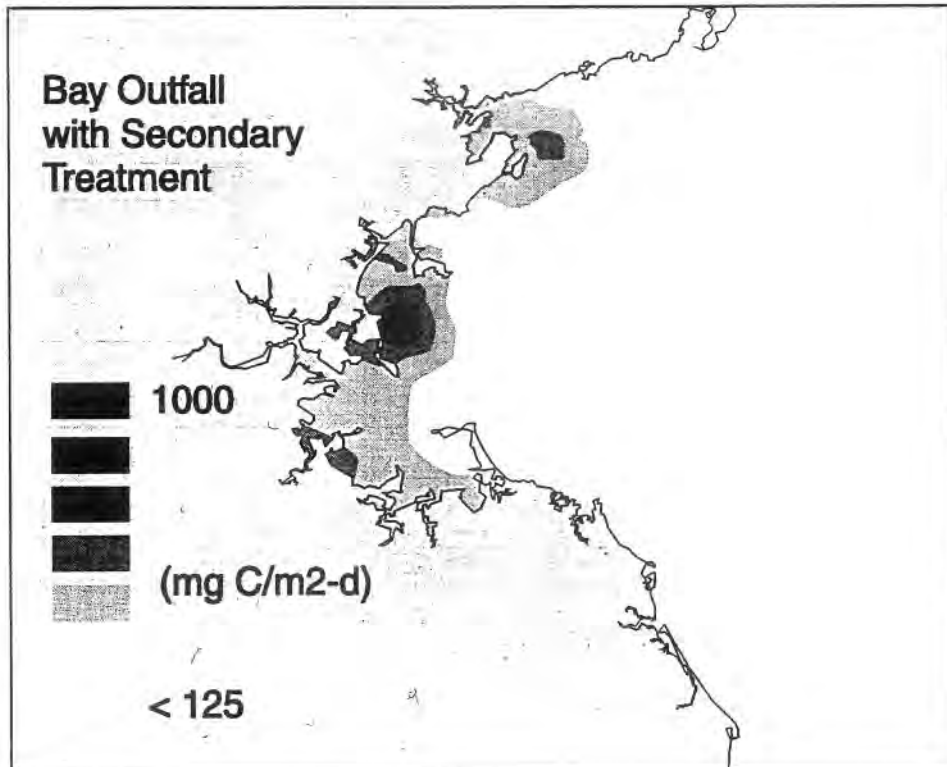 Bay Outfall
with Secondary
Treatment
1000
(mg C/m2-d)
< 125